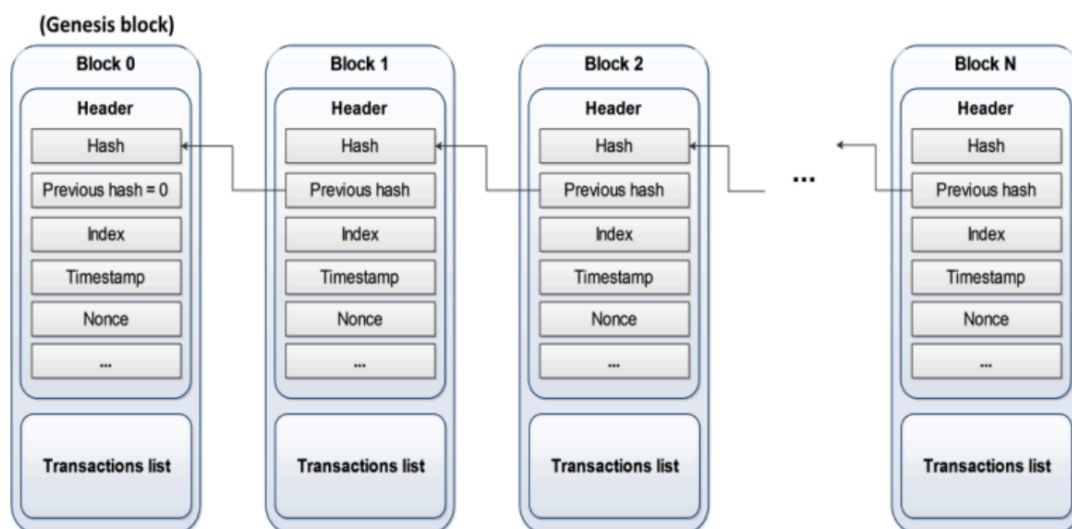 (Genesis block)
Block 0
Header
Hash
Previous hash = 0
Index
Timestamp
Nonce
...
Transactions list
Block 1
Header
Hash
Previous hash
Index
Timestamp
Nonce
...
Transactions list
Block 2
Header
Hash
Previous hash
Index
Timestamp
Nonce
...
Transactions list
...
Block N
Header
Hash
Previous hash
Index
Timestamp
Nonce
...
Transactions list